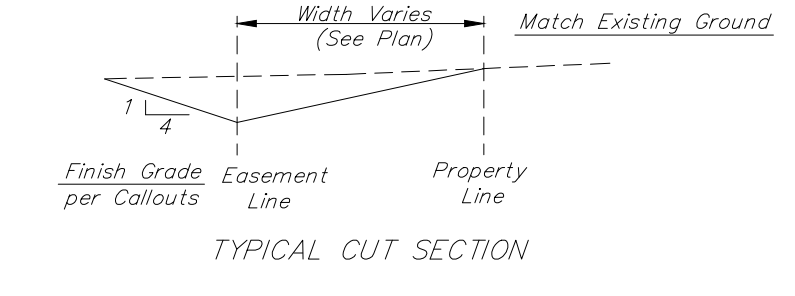 Width Varies
(See Plan)
Match Existing Ground
1
4
Finish Grade
per Callouts
Easement
Line
Property
Line
TYPICAL CUT SECTION